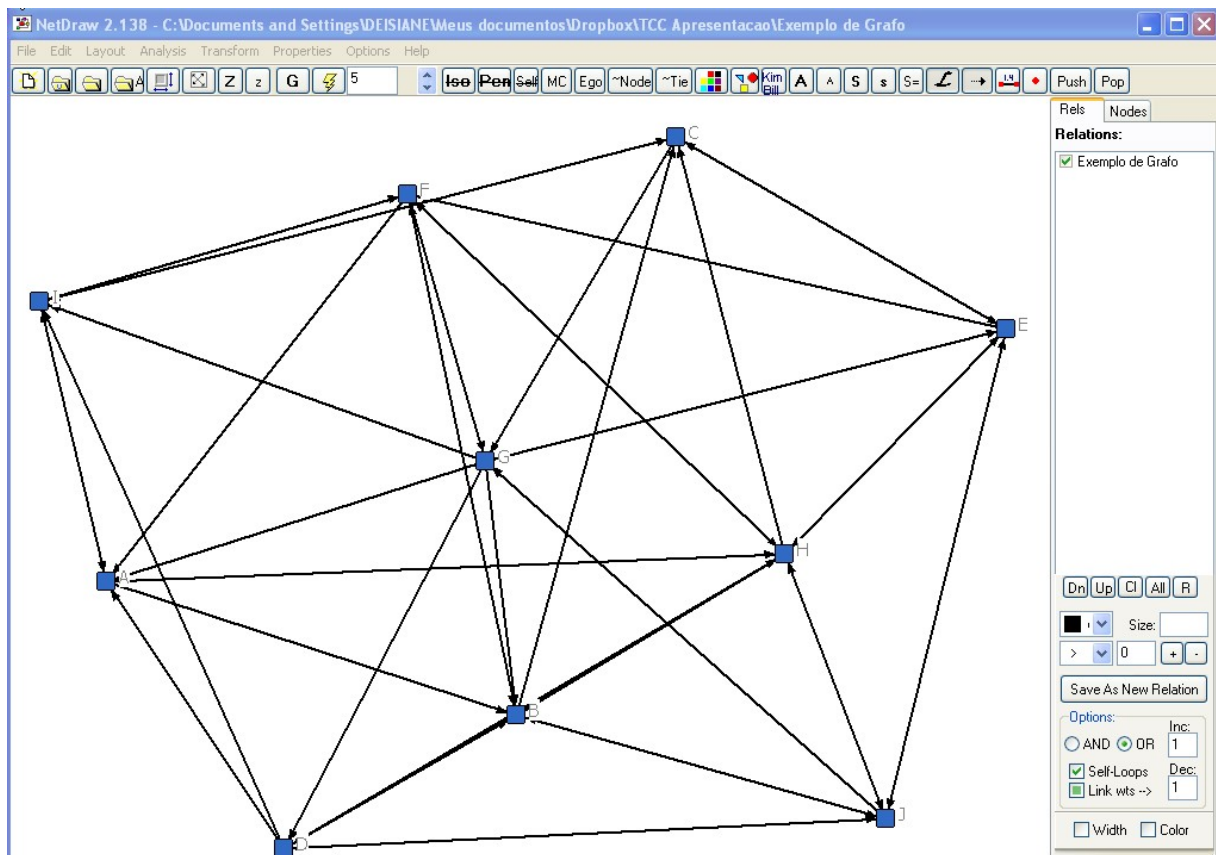 NetDraw 2.138 - C:\Documents and Settings\DEISIANE\Meus documentos\Dropbox\TCC Apresentacao\Exemplo de Grafo
File Edit Layout Analysis Transform Properties Options Help
A Z z G 5 Iso Pen Self MC Ego ~Node ~Tie Kim Bill A A S s S= L 1,4 Push Pop
Rels Nodes
Relations:
Exemplo de Grafo
C
F
I
E
G
H
A
B
J
D
Dn Up Cl All R
Size:
> 0 + -
Save As New Relation
Options:
Inc:
AND OR 1
Self-Loops Dec:
Link wts --> 1
Width Color